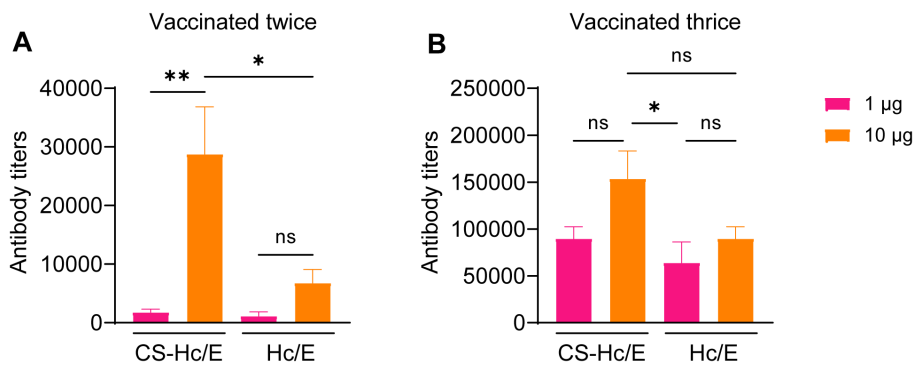 Vaccinated twice
A
Antibody titers
40000
30000
20000
10000
0
**
*
ns
CS-Hc/E
Hc/E
Vaccinated thrice
B
Antibody titers
250000
200000
150000
100000
50000
0
ns
ns
*
ns
CS-Hc/E
Hc/E
1 µg
10 µg